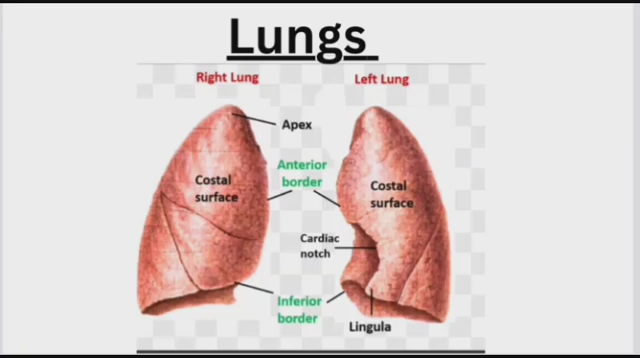 Lungs
Right Lung
Left Lung
Apex
Anterior
border
Costal
surface
Costal
surface
Cardiac
notch
Inferior
border
Lingula